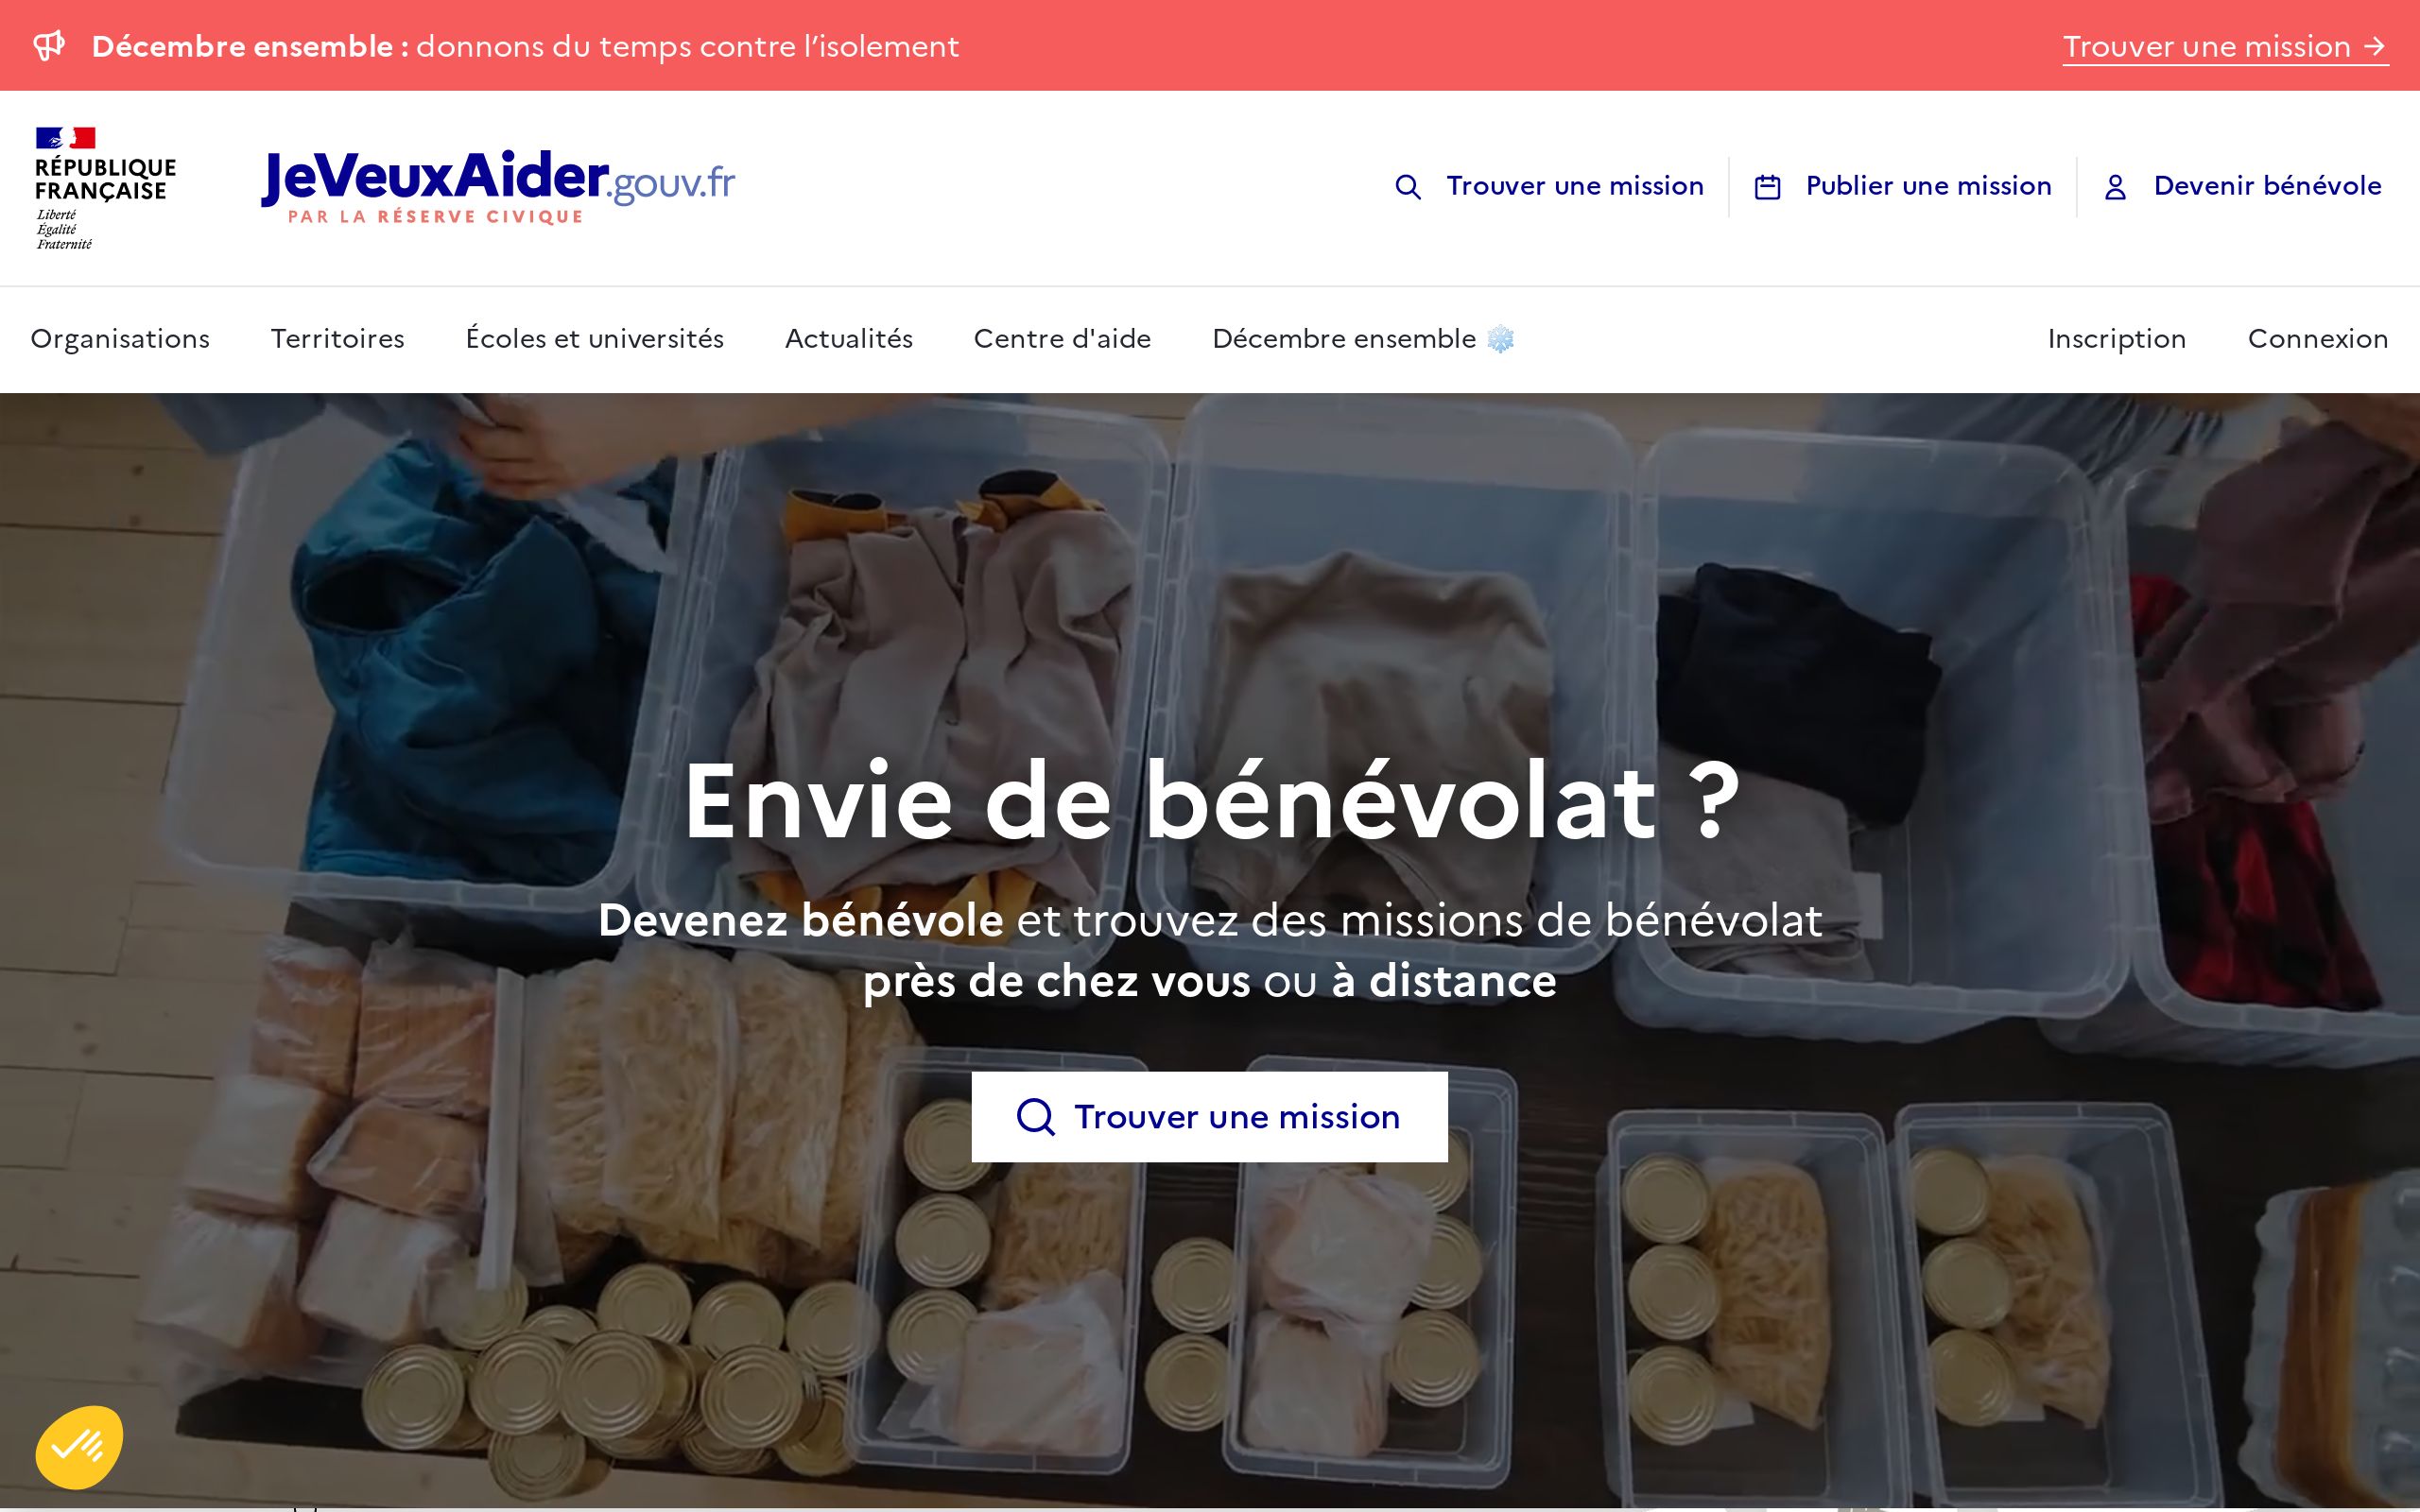 Décembre ensemble : donnons du temps contre l’isolement
Trouver une mission →
RÉPUBLIQUE
FRANÇAISE
Liberté
Égalité
Fraternité
JeVeuxAider.gouv.fr
PAR LA RÉSERVE CIVIQUE
Trouver une mission
Publier une mission
Devenir bénévole
Organisations
Territoires
Écoles et universités
Actualités
Centre d'aide
Décembre ensemble ❄️
Inscription
Connexion
Envie de bénévolat ?
Devenez bénévole et trouvez des missions de bénévolat
près de chez vous ou à distance
Trouver une mission